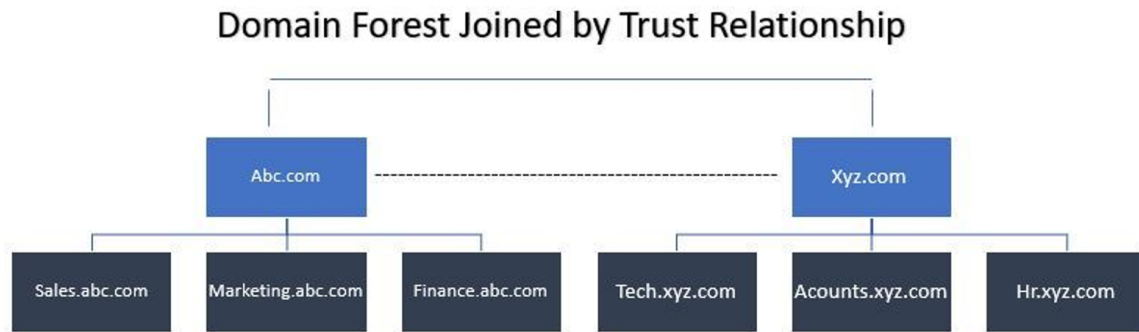 Domain Forest Joined by Trust Relationship
Abc.com
Xyz.com
Sales.abc.com
Marketing.abc.com
Finance.abc.com
Tech.xyz.com
Acounts.xyz.com
Hr.xyz.com